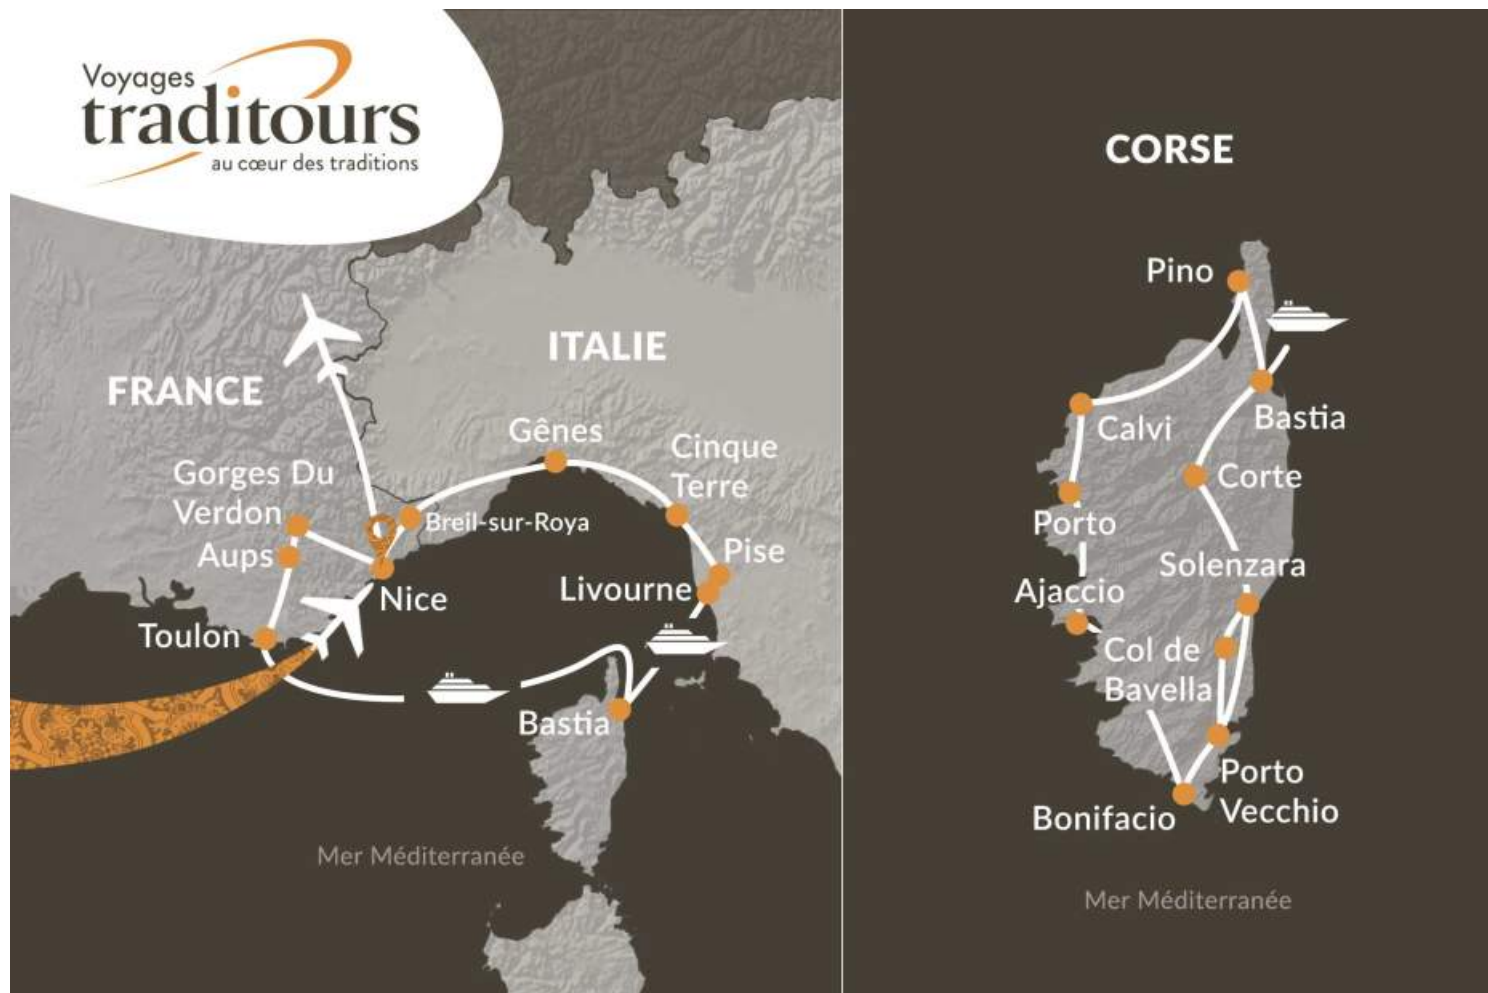 Voyages
traditours
au cœur des traditions
FRANCE
ITALIE
Gênes
Cinque
Terre
Gorges Du
Verdon
Breil-sur-Roya
Aups
Pise
Livourne
Nice
Toulon
Bastia
Mer Méditerranée
CORSE
Pino
Bastia
Calvi
Corte
Porto
Solenzara
Ajaccio
Col de
Bavella
Porto
Vecchio
Bonifacio
Mer Méditerranée